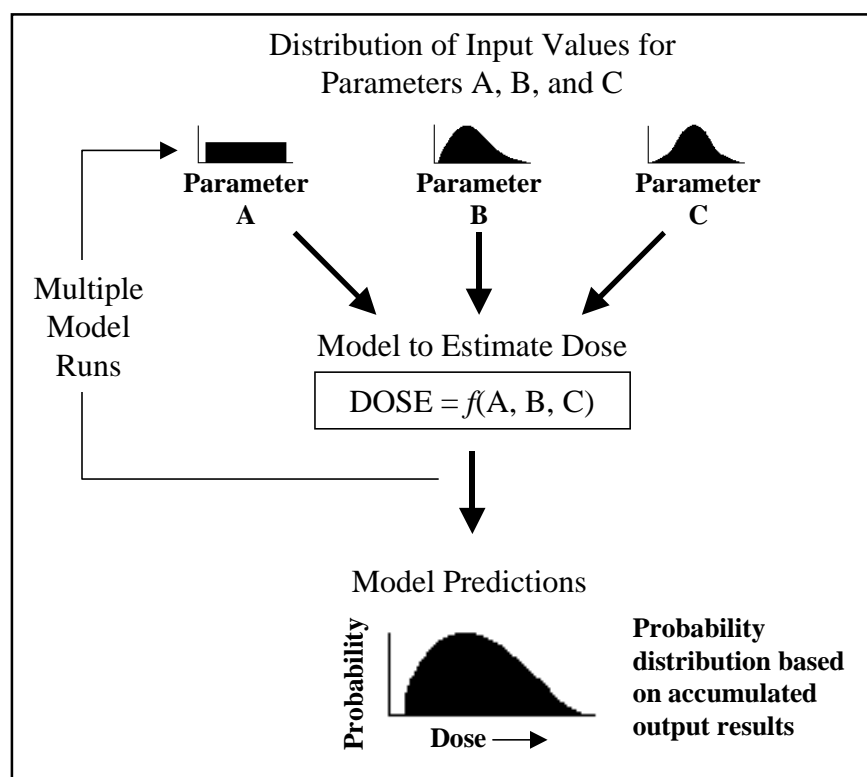 Distribution of Input Values for
Parameters A, B, and C
Parameter
A
Parameter
B
Parameter
C
Multiple
Model
Runs
Model to Estimate Dose
DOSE = f(A, B, C)
Model Predictions
Probability
Dose
Probability
distribution based
on accumulated
output results